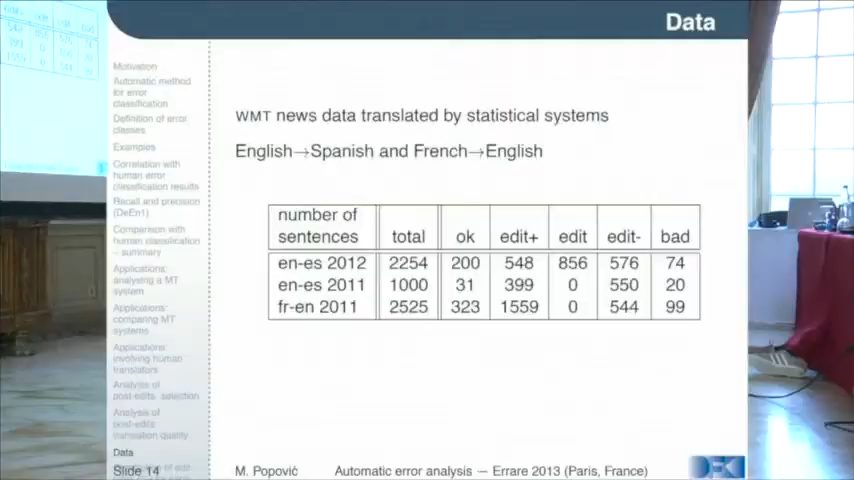 Data
Motivation
Automatic method
for error
classification
Definition of error
classes
Examples
Correlation with
human error
classification results
Recall and precision
(DeEn1)
Comparison with
human classification
– summary
Applications:
analysing a MT
system
Applications:
comparing MT
systems
Applications:
involving human
translators
Analysis of
post-edits: selection
Analysis of
post-edits:
translation quality
Data
Slide 14
WMT news data translated by statistical systems
English→Spanish and French→English
number of
sentences total ok edit+ edit edit- bad
en-es 2012 2254 200 548 856 576 74
en-es 2011 1000 31 399 0 550 20
fr-en 2011 2525 323 1559 0 544 99
M. Popović Automatic error analysis — Errare 2013 (Paris, France)
DFKI